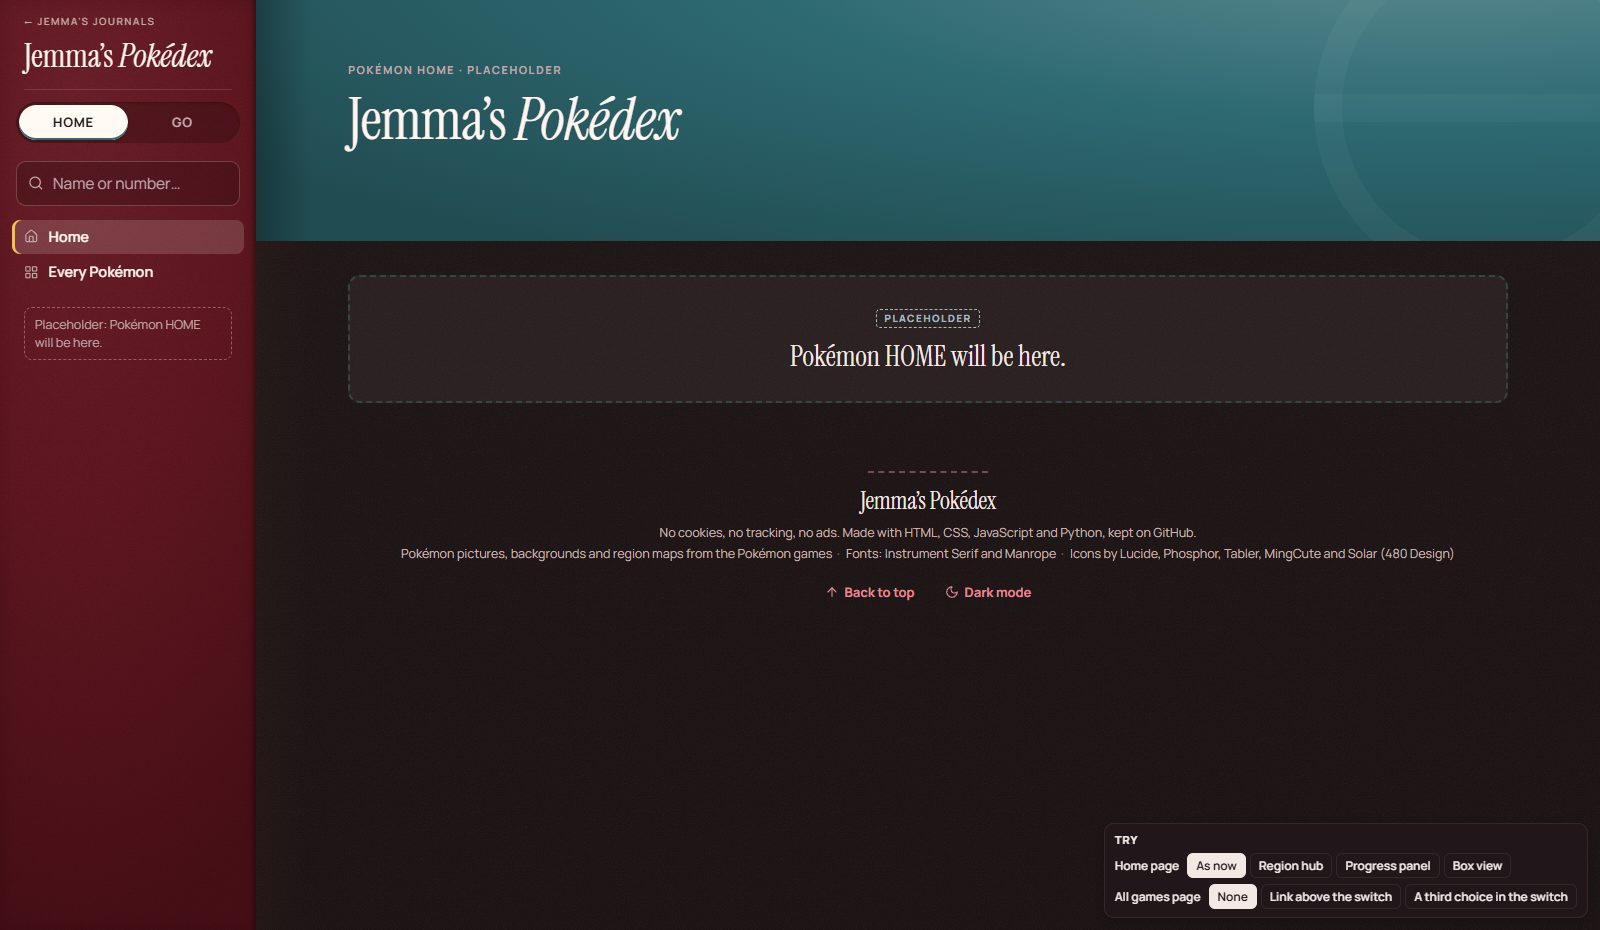 ← JEMMA'S JOURNALS
Jemma’s Pokédex
HOME
GO
Name or number…
Home
Every Pokémon
Placeholder: Pokémon HOME
will be here.
POKÉMON HOME · PLACEHOLDER
Jemma’s Pokédex
PLACEHOLDER
Pokémon HOME will be here.
Jemma’s Pokédex
No cookies, no tracking, no ads. Made with HTML, CSS, JavaScript and Python, kept on GitHub.
Pokémon pictures, backgrounds and region maps from the Pokémon games · Fonts: Instrument Serif and Manrope · Icons by Lucide, Phosphor, Tabler, MingCute and Solar (480 Design)
Back to top
Dark mode
TRY
Home page As now Region hub Progress panel Box view
All games page None Link above the switch A third choice in the switch